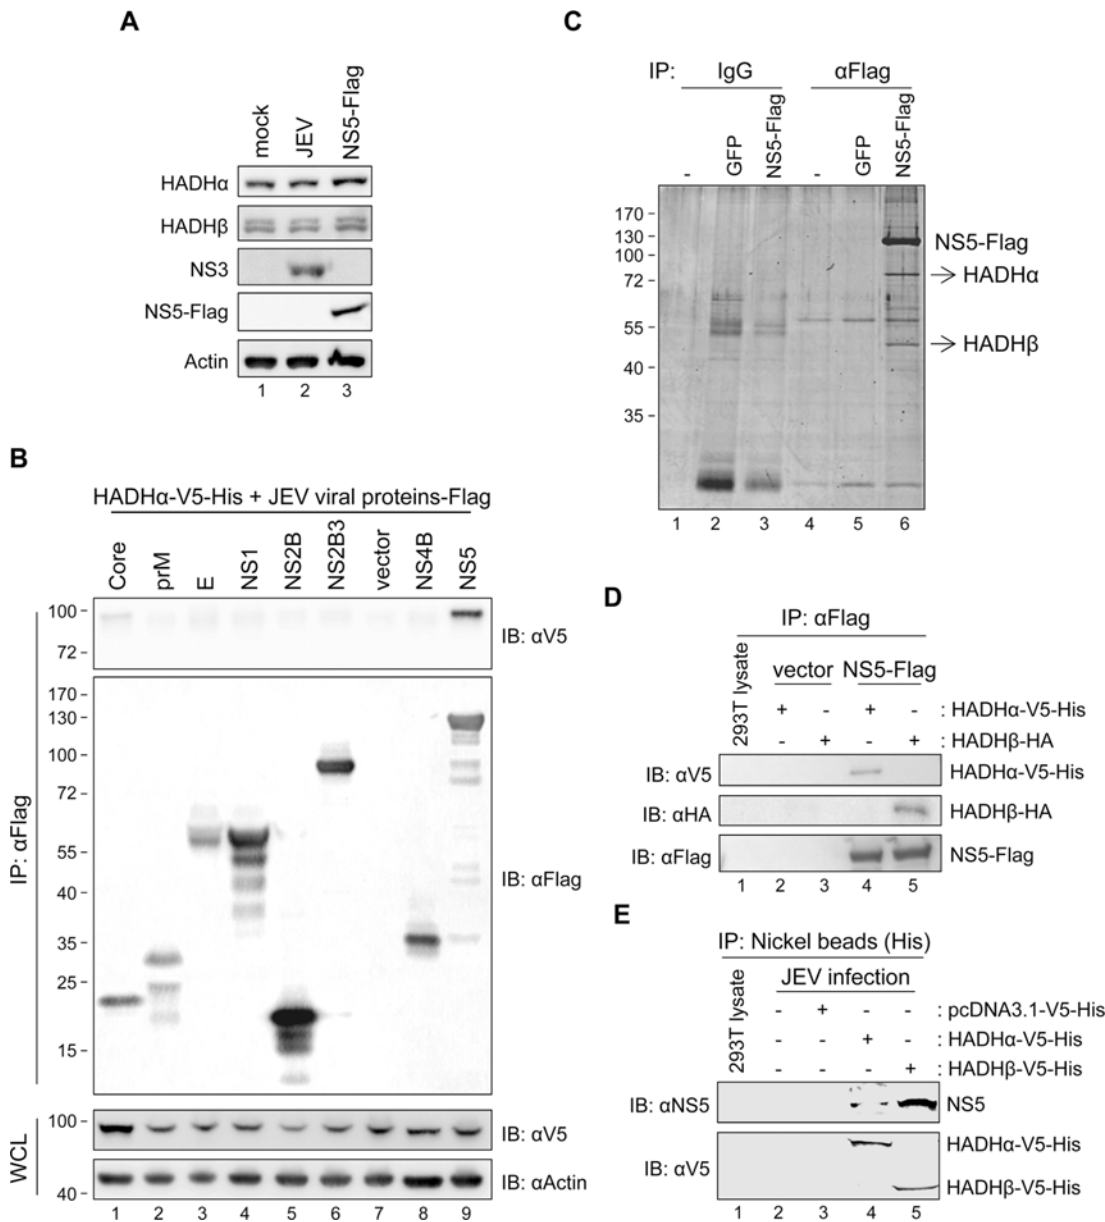 A
mock
JEV
NS5-Flag
HADHα
HADHβ
NS3
NS5-Flag
Actin
1 2 3
B
HADHα-V5-His + JEV viral proteins-Flag
Core
prM
E
NS1
NS2B
NS2B3
vector
NS4B
NS5
IP: αFlag
100
72
IB: αV5
170
130
100
72
55
40
35
25
15
IB: αFlag
WCL
100
IB: αV5
40
IB: αActin
1 2 3 4 5 6 7 8 9
C
IP: IgG αFlag
- GFP NS5-Flag - GFP NS5-Flag
170
130
100
72
55
40
35
NS5-Flag
HADHα
HADHβ
1 2 3 4 5 6
D
IP: αFlag
293T lysate
vector NS5-Flag
+ - + - : HADHα-V5-His
- + - + : HADHβ-HA
IB: αV5 HADHα-V5-His
IB: αHA HADHβ-HA
IB: αFlag NS5-Flag
1 2 3 4 5
E
IP: Nickel beads (His)
293T lysate
JEV infection
- + - - : pcDNA3.1-V5-His
- - + - : HADHα-V5-His
- - - + : HADHβ-V5-His
IB: αNS5 NS5
IB: αV5
HADHα-V5-His
HADHβ-V5-His
1 2 3 4 5